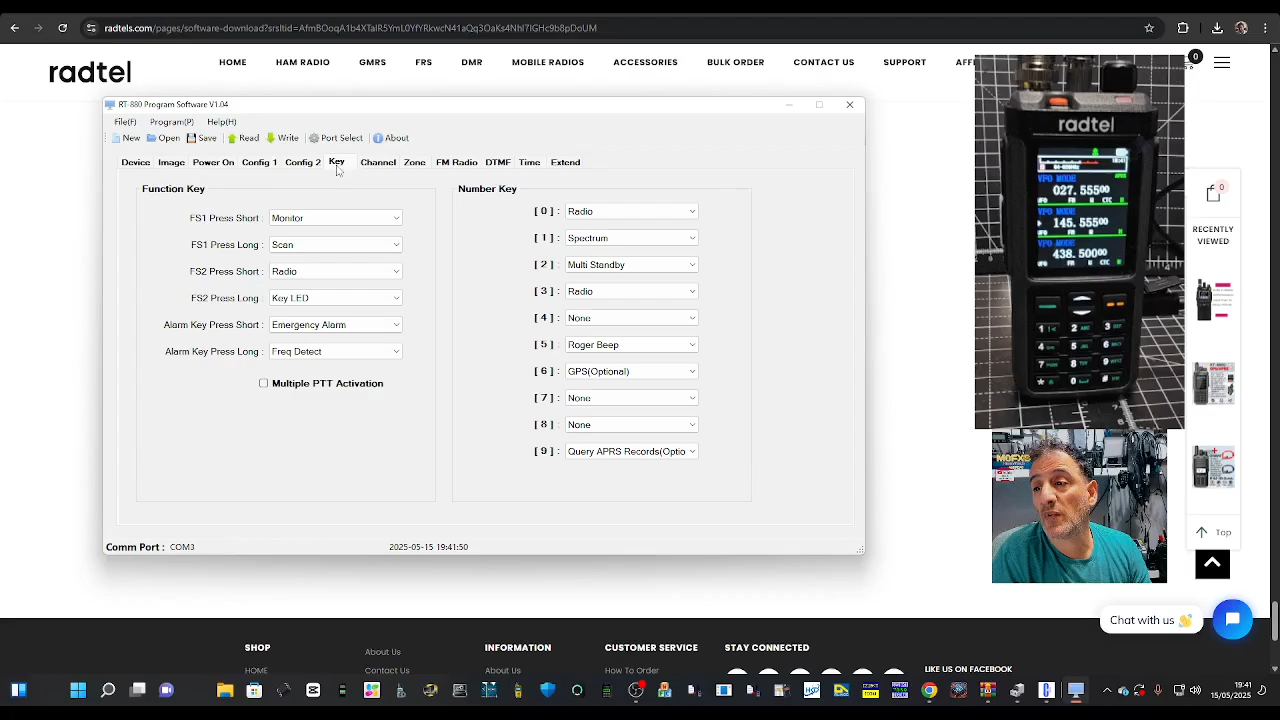 radtels.com/pages/software-download?srsltid=AfmBOoqA1b4XTaIR5YmL0YfYRkwcN41aQq3OaKs4NhI7IGHc9b8pDoUM
radtel
HOME
HAM RADIO
GMRS
FRS
DMR
MOBILE RADIOS
ACCESSORIES
BULK ORDER
CONTACT US
SUPPORT
0
RT-880 Program Software V1.04
File(F) Program(P) Help(H)
New Open Save Read Write Port Select About
Device Image Power On Config 1 Config 2 Key Channel Zone FM Radio DTMF Time Extend
Function Key
FS1 Press Short : Monitor
FS1 Press Long : Scan
FS2 Press Short : Radio
FS2 Press Long : Key LED
Alarm Key Press Short : Emergency Alarm
Alarm Key Press Long : Freq Detect
Multiple PTT Activation
Number Key
[ 0 ] : Radio
[ 1 ] : Spectrum
[ 2 ] : Multi Standby
[ 3 ] : Radio
[ 4 ] : None
[ 5 ] : Roger Beep
[ 6 ] : GPS(Optional)
[ 7 ] : None
[ 8 ] : None
[ 9 ] : Query APRS Records(Optio
Comm Port : COM3
2025-05-15 19:41:50
radtel
VFO MODE
027.55500
VFO MODE
145.55500
VFO MODE
438.50000
M0FXB
0
RECENTLY
VIEWED
Top
Chat with us
SHOP
HOME
About Us
Contact Us
INFORMATION
About Us
CUSTOMER SERVICE
How To Order
STAY CONNECTED
LIKE US ON FACEBOOK
19:41
15/05/2025